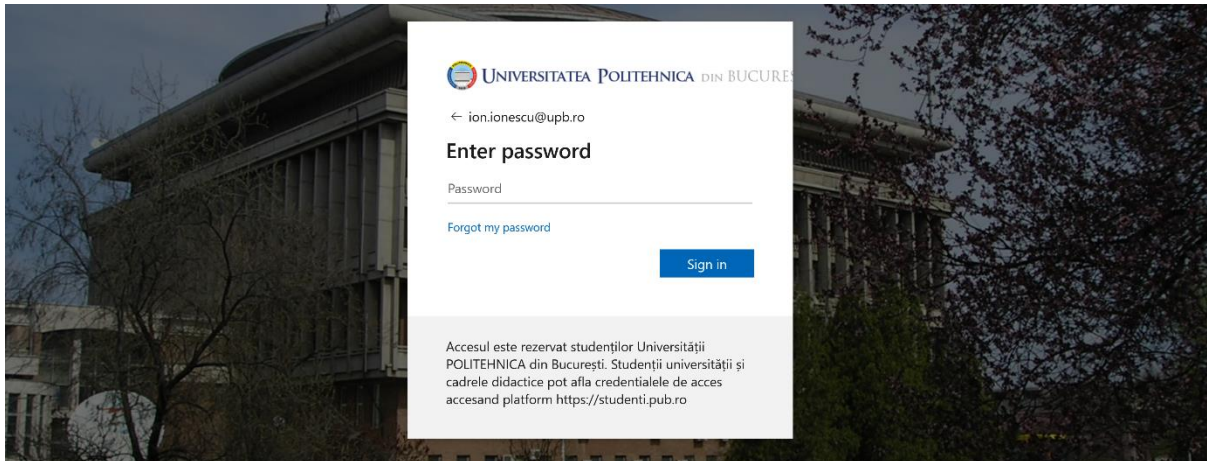 UNIVERSITATEA POLITEHNICA DIN BUCUREȘ
← ion.ionescu@upb.ro
Enter password
Password
Forgot my password
Sign in
Accesul este rezervat studenților Universității
POLITEHNICA din București. Studenții universității și
cadrele didactice pot afla credentialele de acces
accesand platform https://studenti.pub.ro